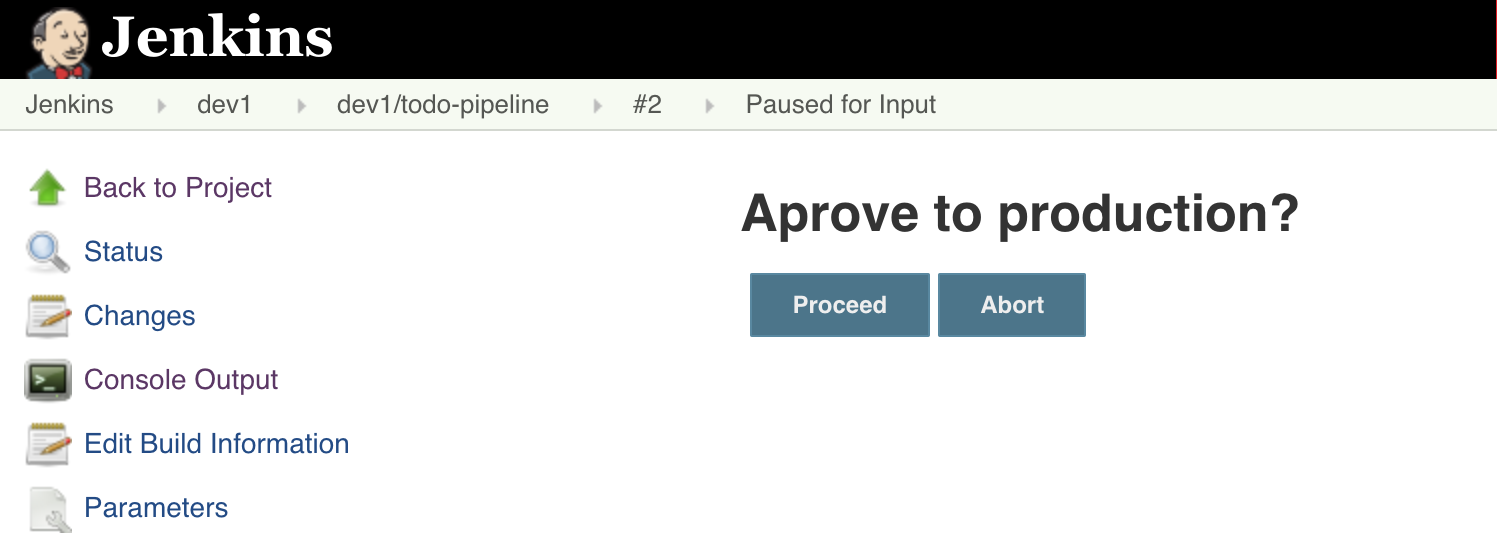 Jenkins
Jenkins dev1 dev1/todo-pipeline #2 Paused for Input
Back to Project
Status
Changes
Console Output
Edit Build Information
Parameters
Aprove to production?
Proceed Abort